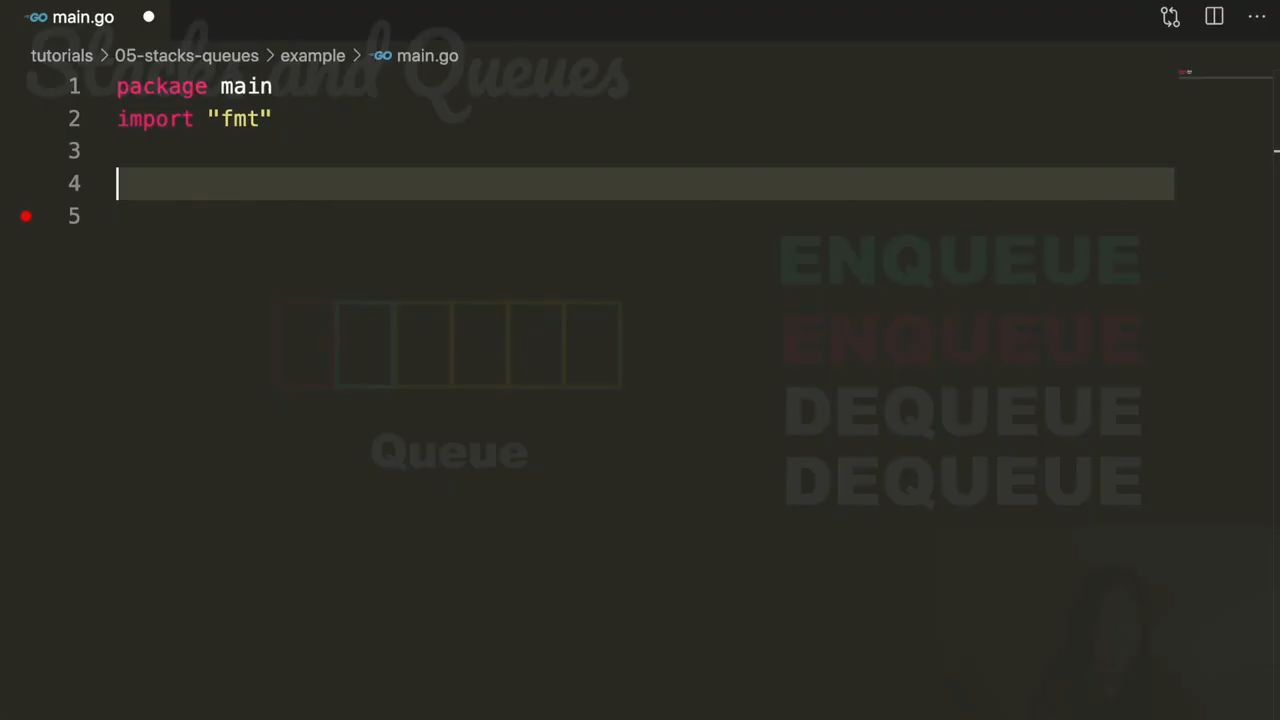 main.go
tutorials > 05-stacks-queues > example > main.go
Stacks and Queues
1 package main
2 import "fmt"
3
4
5
ENQUEUE
ENQUEUE
DEQUEUE
DEQUEUE
Queue